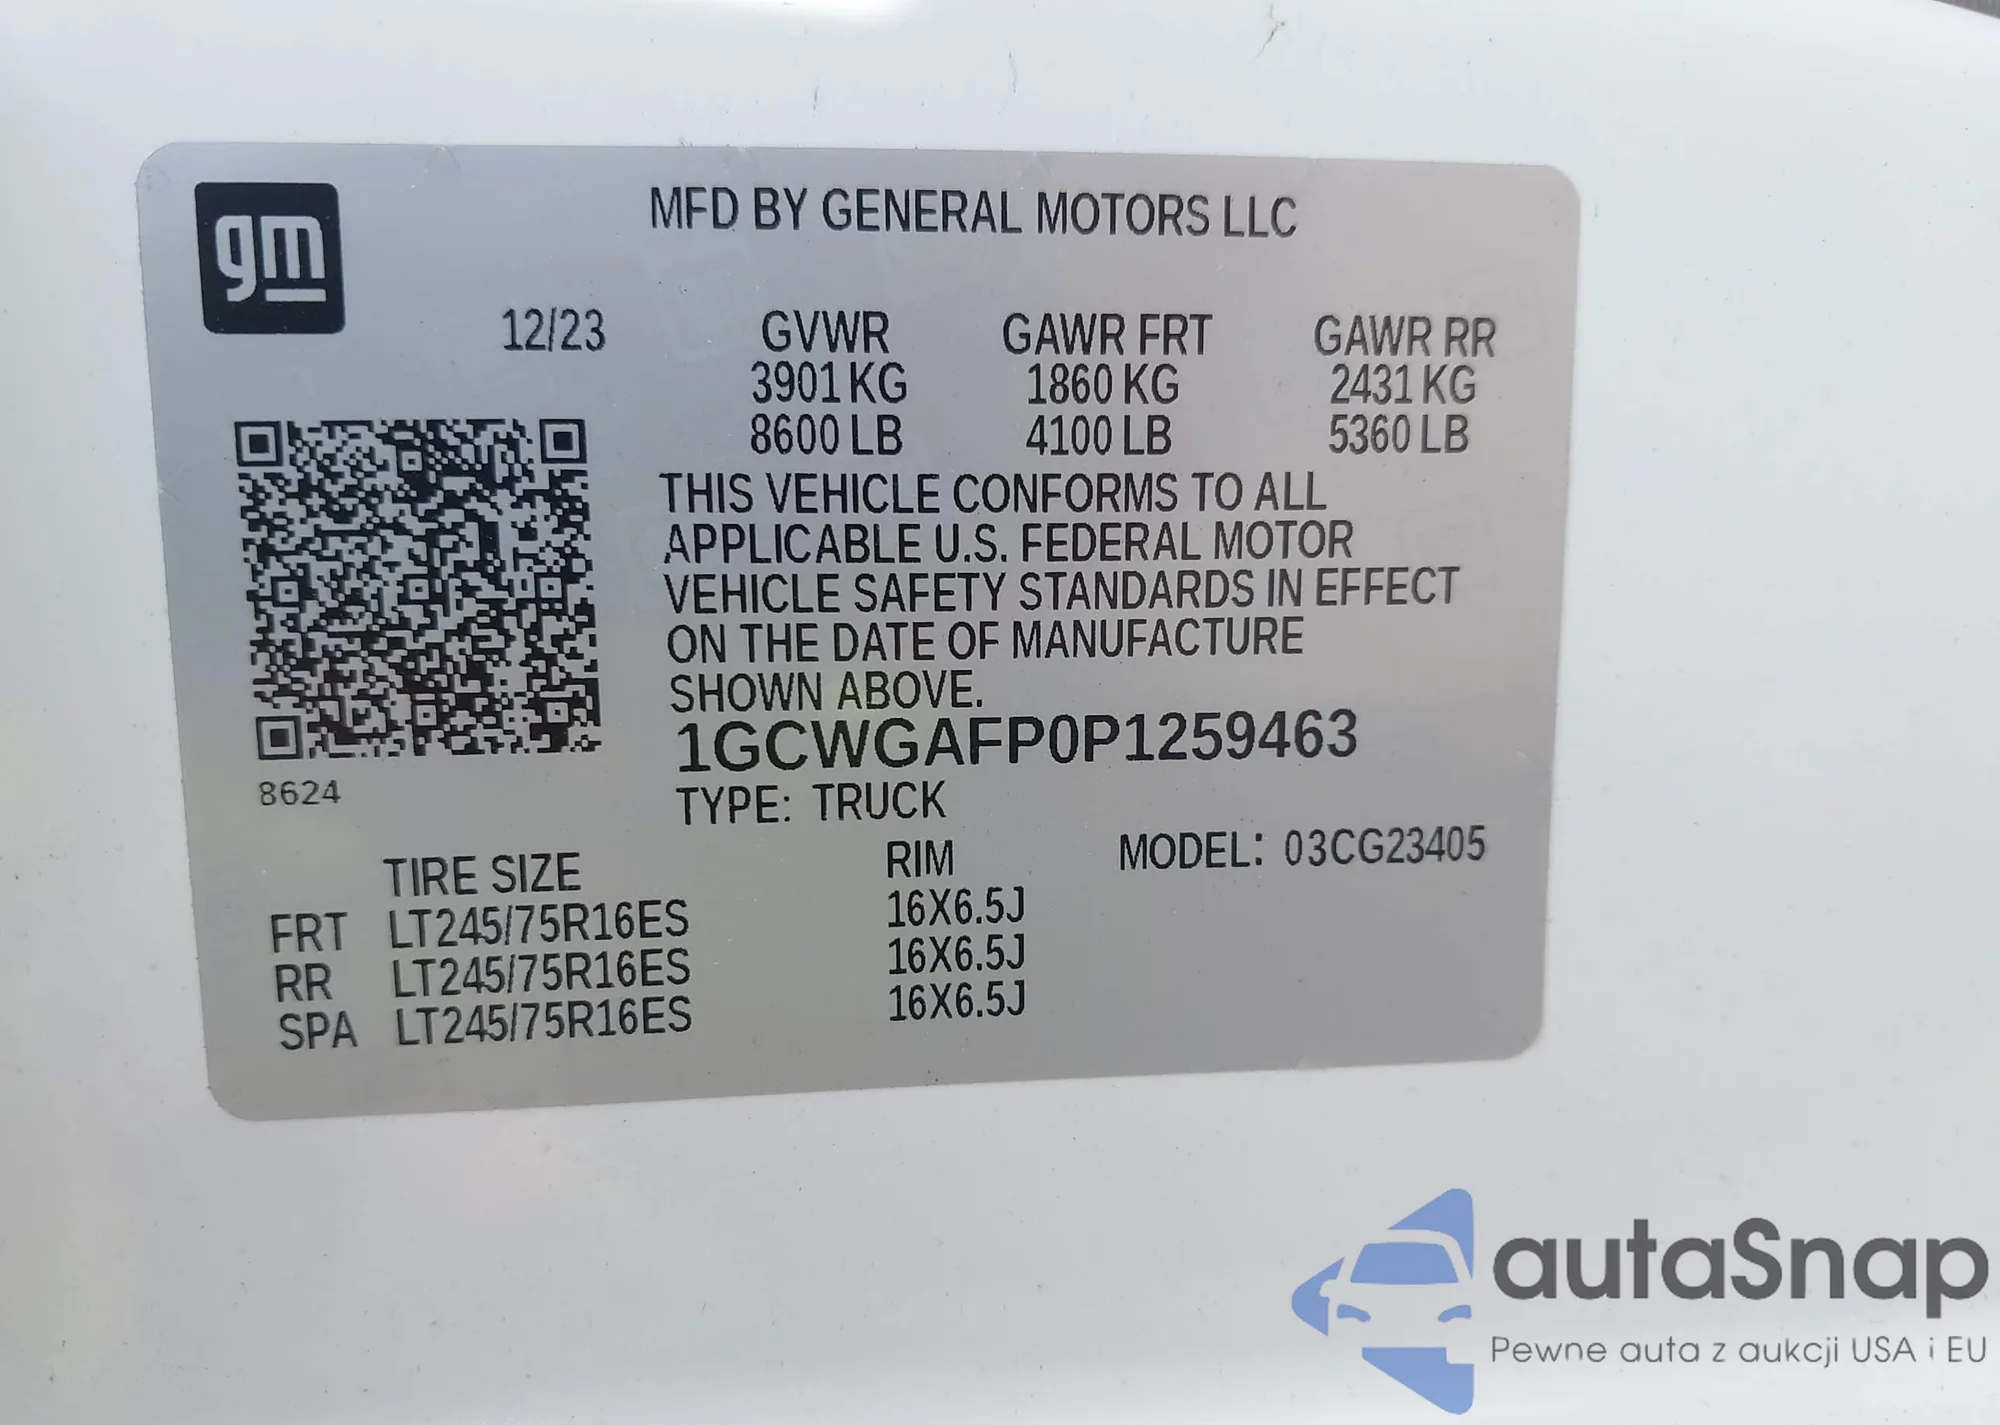 gm
MFD BY GENERAL MOTORS LLC
12/23 GVWR GAWR FRT GAWR RR
3901 KG 1860 KG 2431 KG
8600 LB 4100 LB 5360 LB
THIS VEHICLE CONFORMS TO ALL
APPLICABLE U.S. FEDERAL MOTOR
VEHICLE SAFETY STANDARDS IN EFFECT
ON THE DATE OF MANUFACTURE
SHOWN ABOVE.
1GCWGAFP0P1259463
8624
TYPE: TRUCK
TIRE SIZE RIM MODEL: 03CG23405
FRT LT245/75R16ES 16X6.5J
RR LT245/75R16ES 16X6.5J
SPA LT245/75R16ES 16X6.5J
autaSnap
Pewne auta z aukcji USA i EU